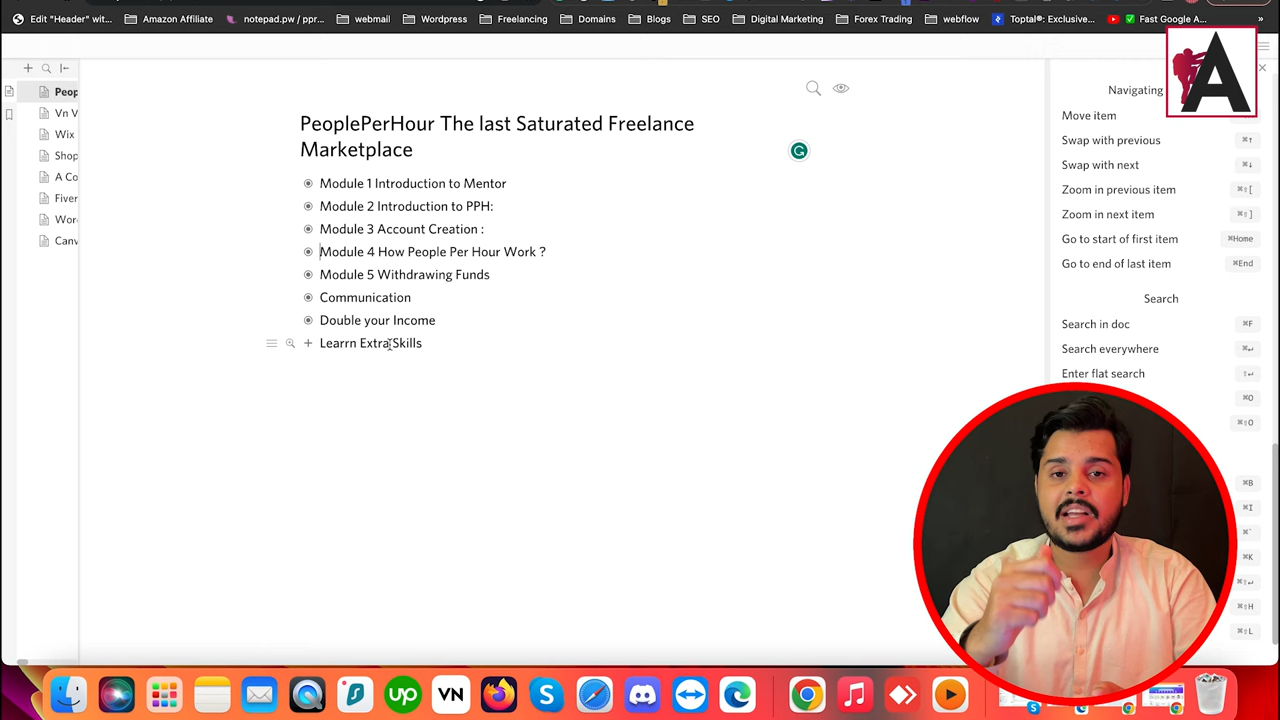 Edit "Header" wit...
Amazon Affiliate
notepad.pw / ppr...
webmail
Wordpress
Freelancing
Domains
Blogs
SEO
Digital Marketing
Forex Trading
webflow
Toptal®: Exclusive...
Fast Google A...
A
Peop
Vn V
Wix
Shop
A Co
Fiver
Wor
Canv
PeoplePerHour The last Saturated Freelance
Marketplace
Module 1 Introduction to Mentor
Module 2 Introduction to PPH:
Module 3 Account Creation :
Module 4 How People Per Hour Work ?
Module 5 Withdrawing Funds
Communication
Double your Income
Learrn Extra Skills
Navigating
Move item
Swap with previous ⌘↑
Swap with next ⌘↓
Zoom in previous item ⌘⇧[
Zoom in next item ⌘⇧]
Go to start of first item ⌘Home
Go to end of last item ⌘End
Search
Search in doc ⌘F
Search everywhere ⌘↩
Enter flat search ⇧↩
⌘O
⌘⇧O
⌘B
⌘I
⌘`
⌘K
⌘⇧↩
⌘⇧H
⌘⇧L
up
VN
S